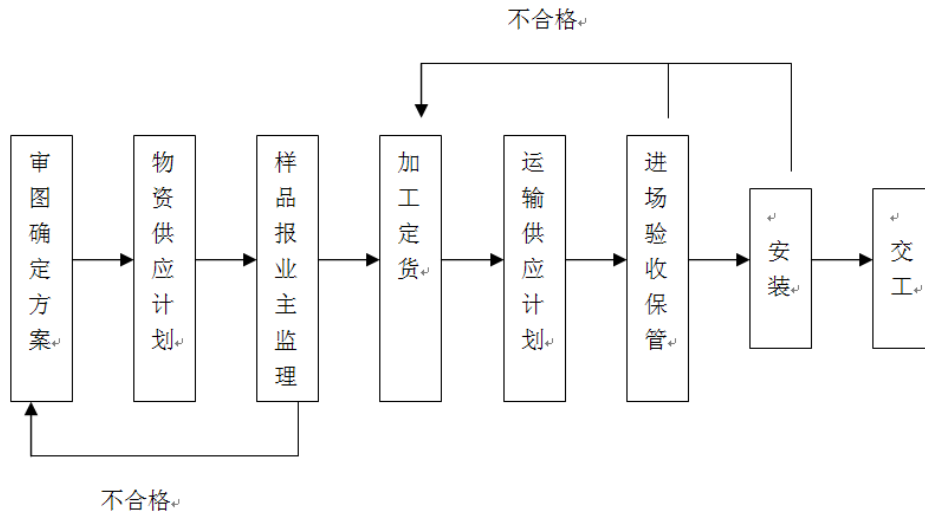 不合格
审图确定方案
物资供应计划
样品报业主监理
加工定货
运输供应计划
进场验收保管
安装
交工
不合格